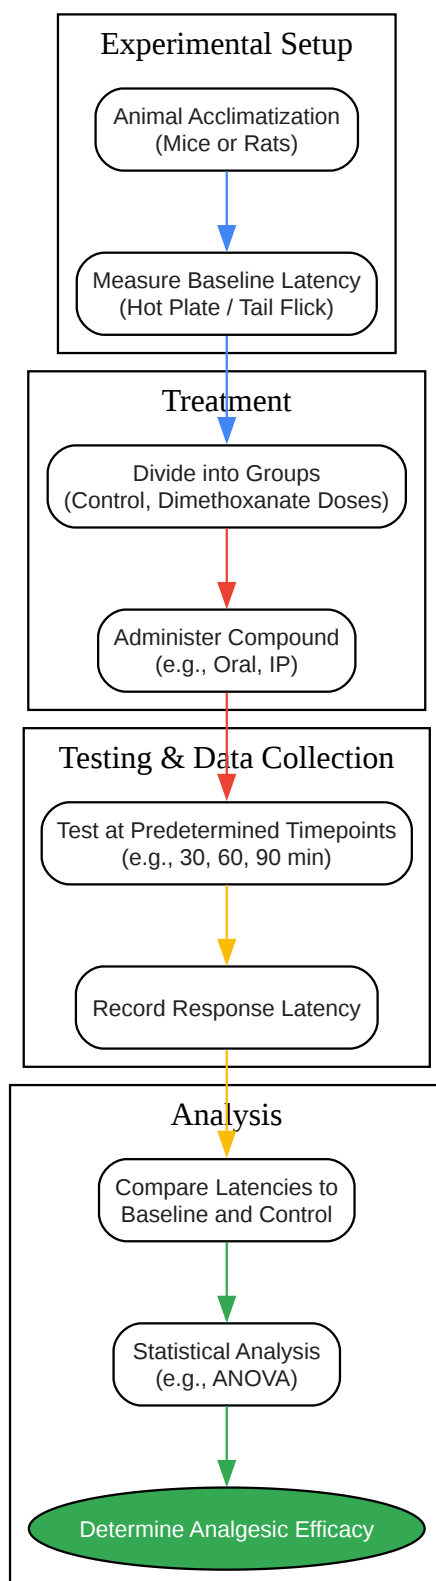 Experimental Setup
Animal Acclimatization
(Mice or Rats)
Measure Baseline Latency
(Hot Plate / Tail Flick)
Treatment
Divide into Groups
(Control, Dimethoxanate Doses)
Administer Compound
(e.g., Oral, IP)
Testing & Data Collection
Test at Predetermined Timepoints
(e.g., 30, 60, 90 min)
Record Response Latency
Analysis
Compare Latencies to
Baseline and Control
Statistical Analysis
(e.g., ANOVA)
Determine Analgesic Efficacy